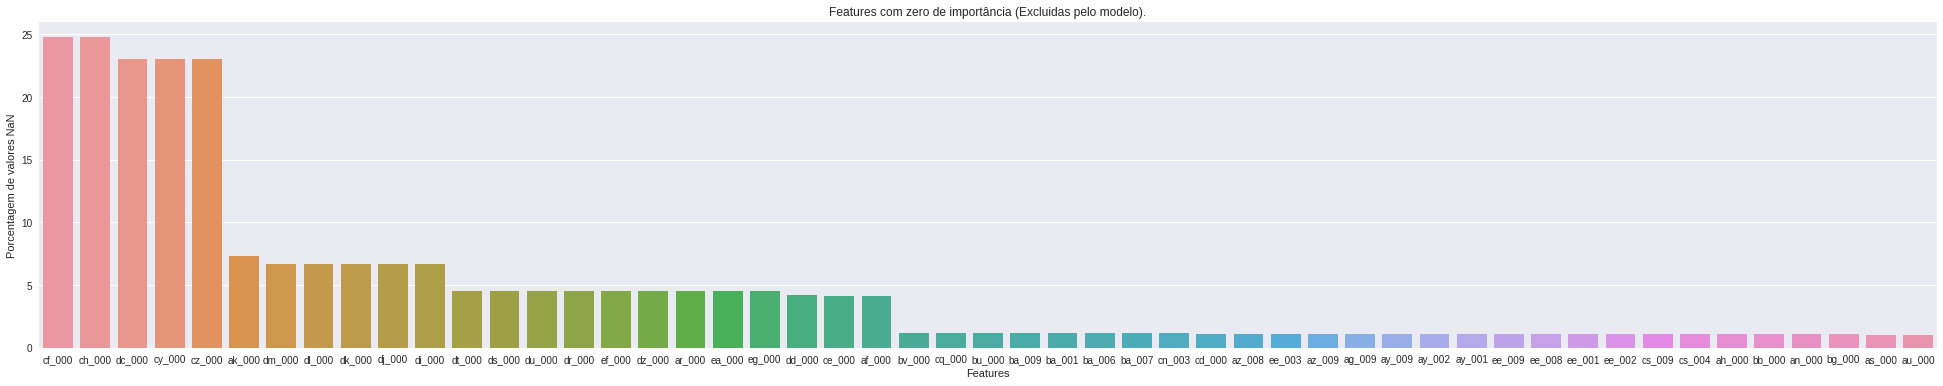 Features com zero de importância (Excluidas pelo modelo).
25
20
15
10
5
0
Porcentagem de valores NaN
cf_000 ch_000 dc_000 cy_000 cz_000 ak_000 dm_000 dl_000 dk_000 dj_000 di_000 dt_000 ds_000 du_000 dr_000 ef_000 dz_000 ar_000 ea_000 eg_000 dd_000 ce_000 af_000 bv_000 cq_000 bu_000 ba_009 ba_001 ba_006 ba_007 cn_003 cd_000 az_008 ee_003 az_009 ag_009 ay_009 ay_002 ay_001 ee_009 ee_008 ee_001 ee_002 cs_009 cs_004 ah_000 bb_000 an_000 bg_000 as_000 au_000
Features